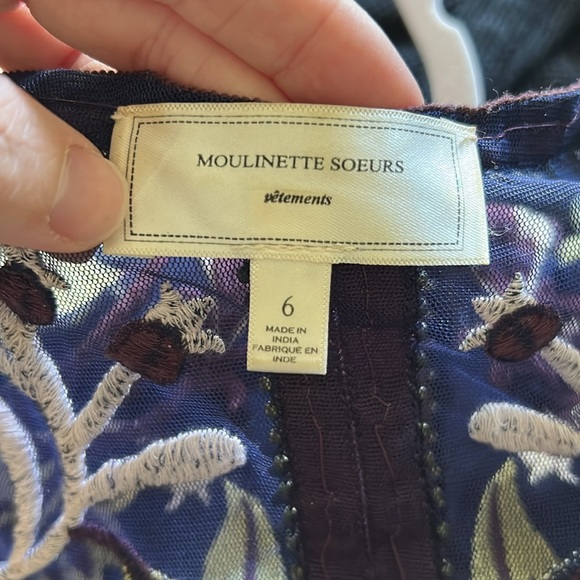 MOULINETTE SOEURS
vêtements
6
MADE IN
INDIA
FABRIQUE EN
INDE